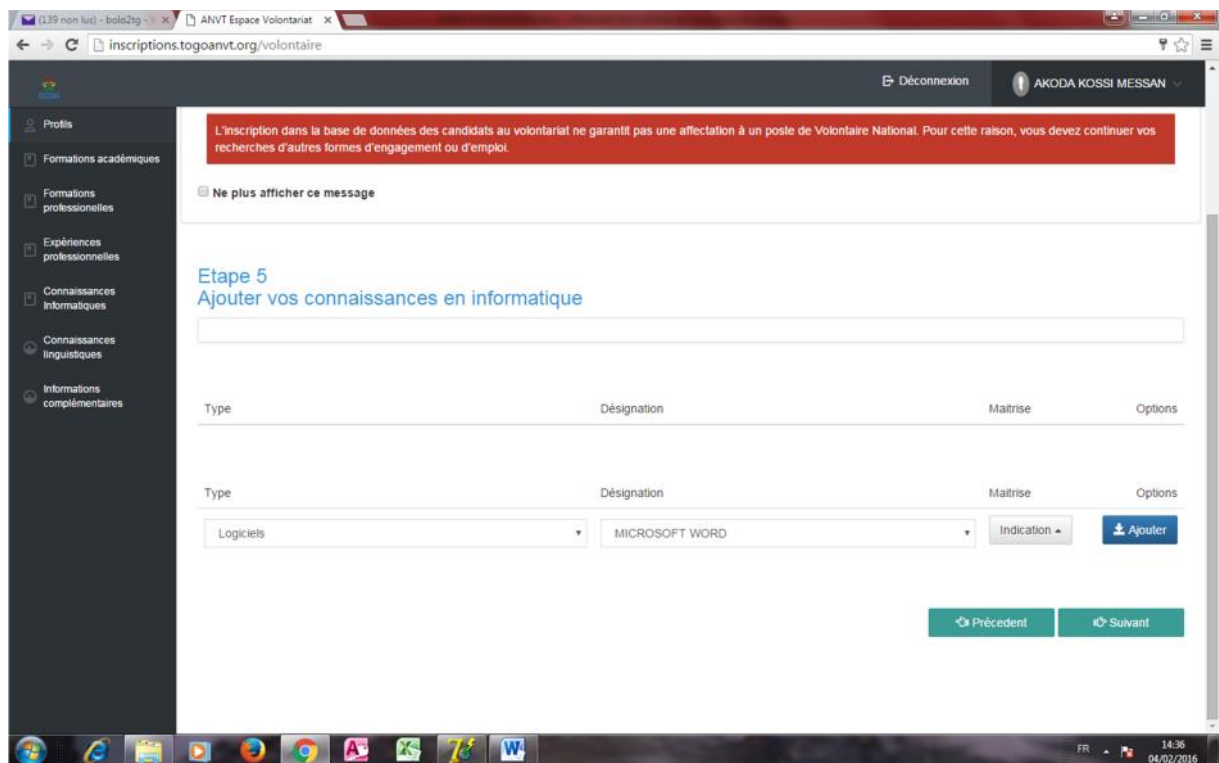 (139 non lus) - bolo2tg -
ANVT Espace Volontariat
inscriptions.togoanvt.org/volontaire
Déconnexion
AKODA KOSSI MESSAN
Profils
Formations académiques
Formations
professionelles
Expériences
professionnelles
Connaissances
Informatiques
Connaissances
linguistiques
Informations
complémentaires
L'inscription dans la base de données des candidats au volontariat ne garantit pas une affectation à un poste de Volontaire National. Pour cette raison, vous devez continuer vos
recherches d'autres formes d'engagement ou d'emploi.
Ne plus afficher ce message
Etape 5
Ajouter vos connaissances en informatique
Type Désignation Maitrise Options
Type Désignation Maitrise Options
Logiciels MICROSOFT WORD Indication Ajouter
Précedent Suivant
FR 14:36
04/02/2016